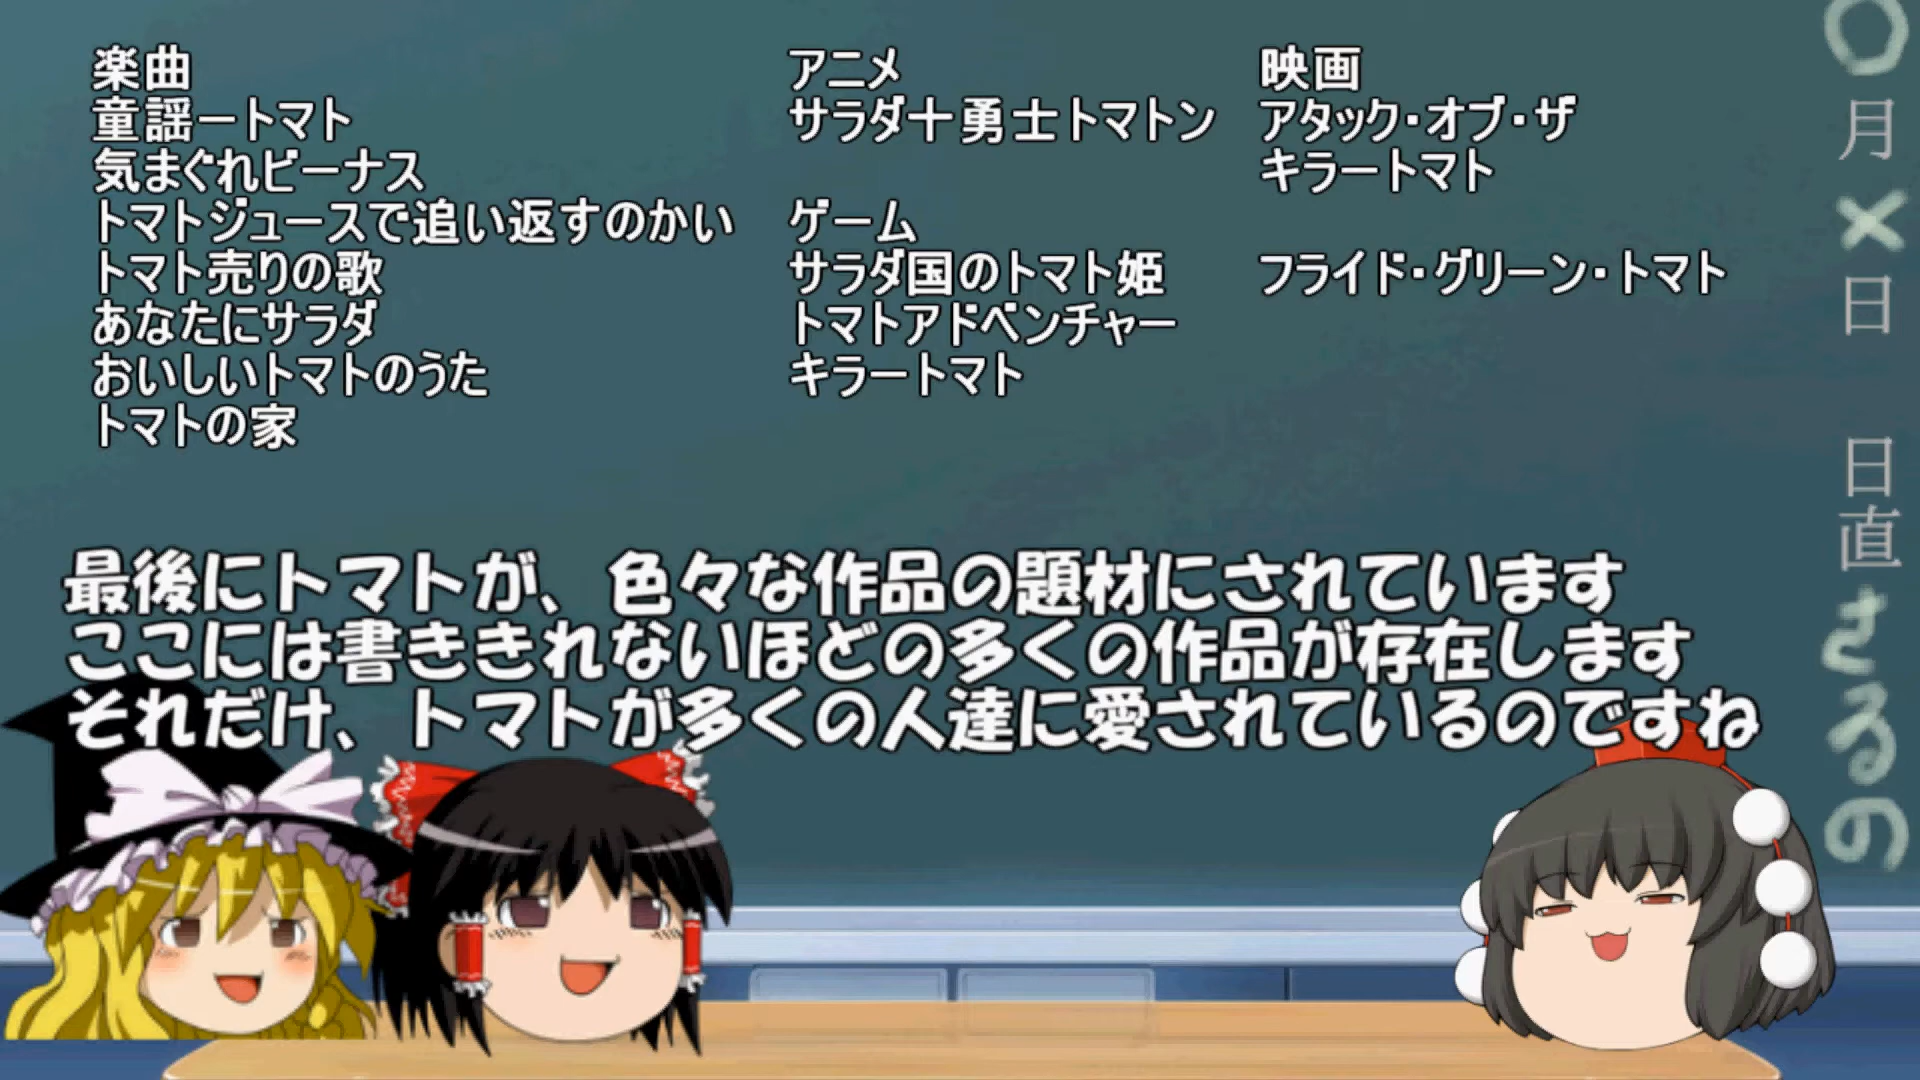 楽曲
童謡ートマト
気まぐれビーナス
トマトジュースで追い返すのかい
トマト売りの歌
あなたにサラダ
おいしいトマトのうた
トマトの家
アニメ
サラダ十勇士トマトン
ゲーム
サラダ国のトマト姫
トマトアドベンチャー
キラートマト
映画
アタック・オブ・ザ
キラートマト
フライド・グリーン・トマト
〇月×日 日直さるの
最後にトマトが、色々な作品の題材にされています
ここには書ききれないほどの多くの作品が存在します
それだけ、トマトが多くの人達に愛されているのですね